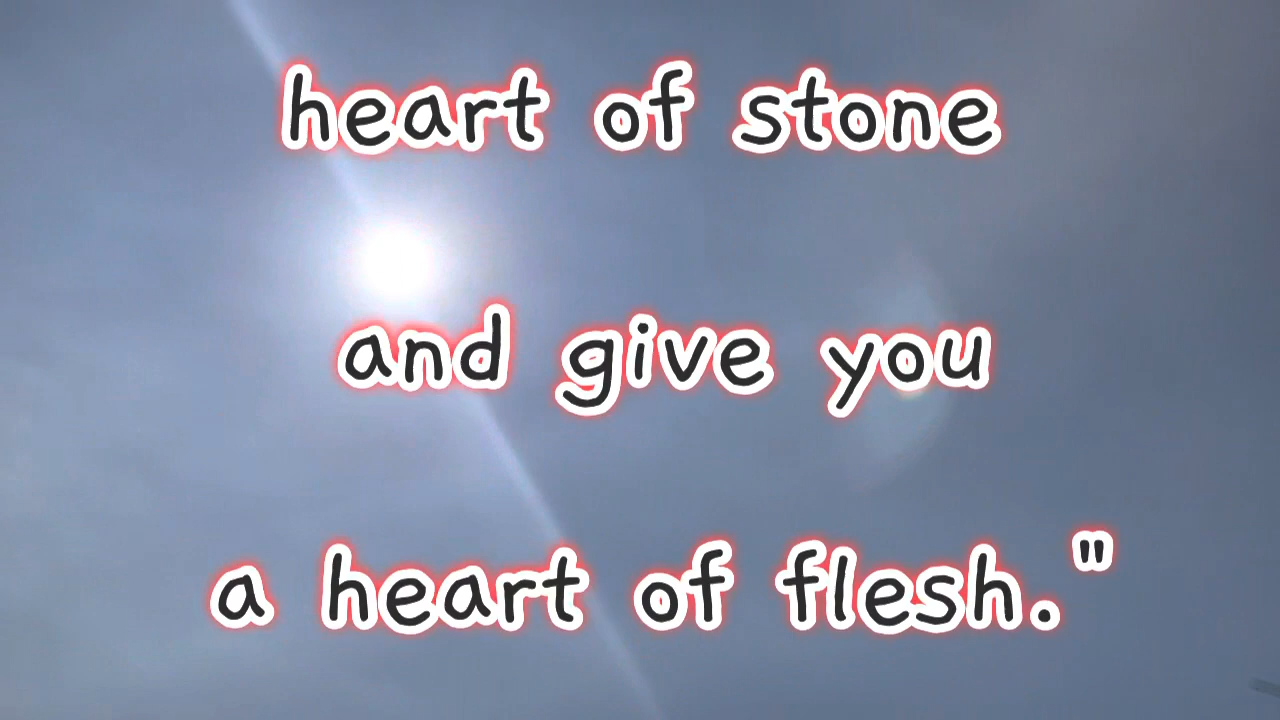 heart of stone
and give you
a heart of flesh."